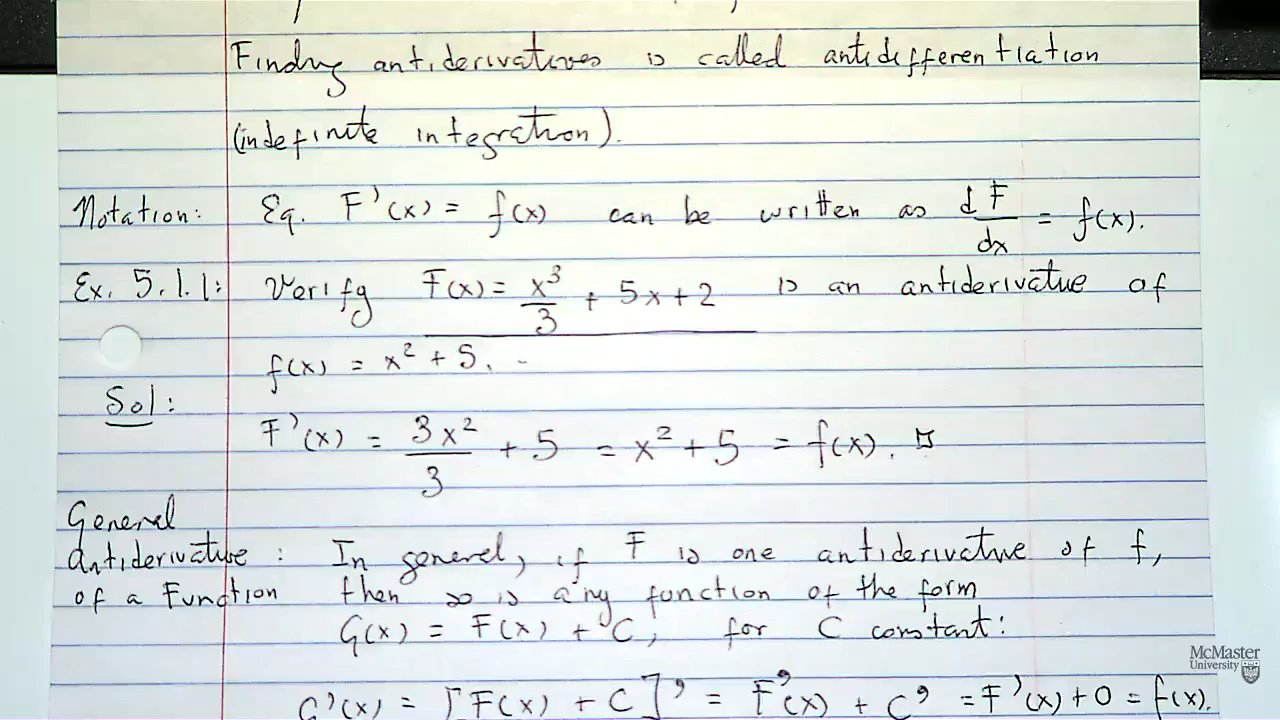 Finding antiderivatives is called antidifferentiation
(indefinite integration).
Notation: Eq. F'(x) = f(x) can be written as dF/dx = f(x).
Ex. 5.1.1: Verify F(x) = x³/3 + 5x + 2 is an antiderivative of
f(x) = x² + 5.
Sol:
F'(x) = 3x²/3 + 5 = x² + 5 = f(x).
General
Antiderivative : In general, if F is one antiderivative of f,
of a Function then so is any function of the form
G(x) = F(x) + C, for C constant:
McMaster
University
G'(x) = [F(x) + C]' = F'(x) + C' = F'(x) + 0 = f(x).